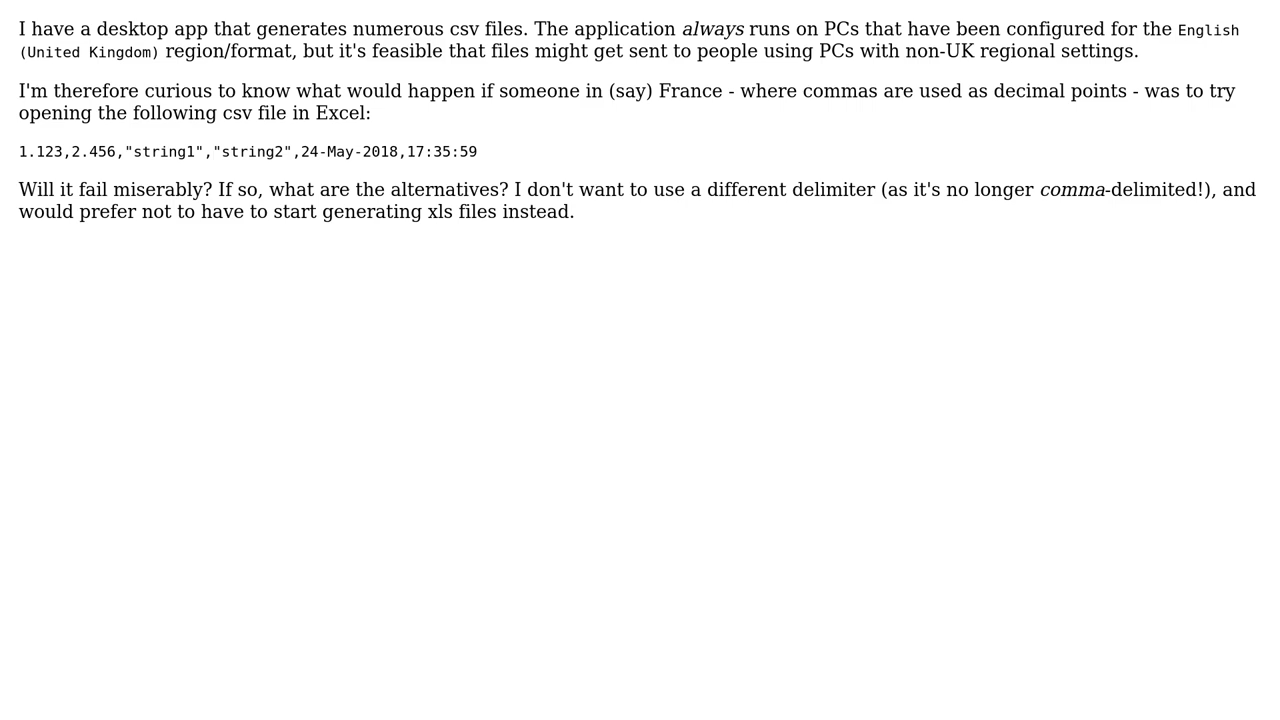 I have a desktop app that generates numerous csv files. The application always runs on PCs that have been configured for the English
(United Kingdom) region/format, but it's feasible that files might get sent to people using PCs with non-UK regional settings.
I'm therefore curious to know what would happen if someone in (say) France - where commas are used as decimal points - was to try
opening the following csv file in Excel:
1.123,2.456,"string1","string2",24-May-2018,17:35:59
Will it fail miserably? If so, what are the alternatives? I don't want to use a different delimiter (as it's no longer comma-delimited!), and
would prefer not to have to start generating xls files instead.